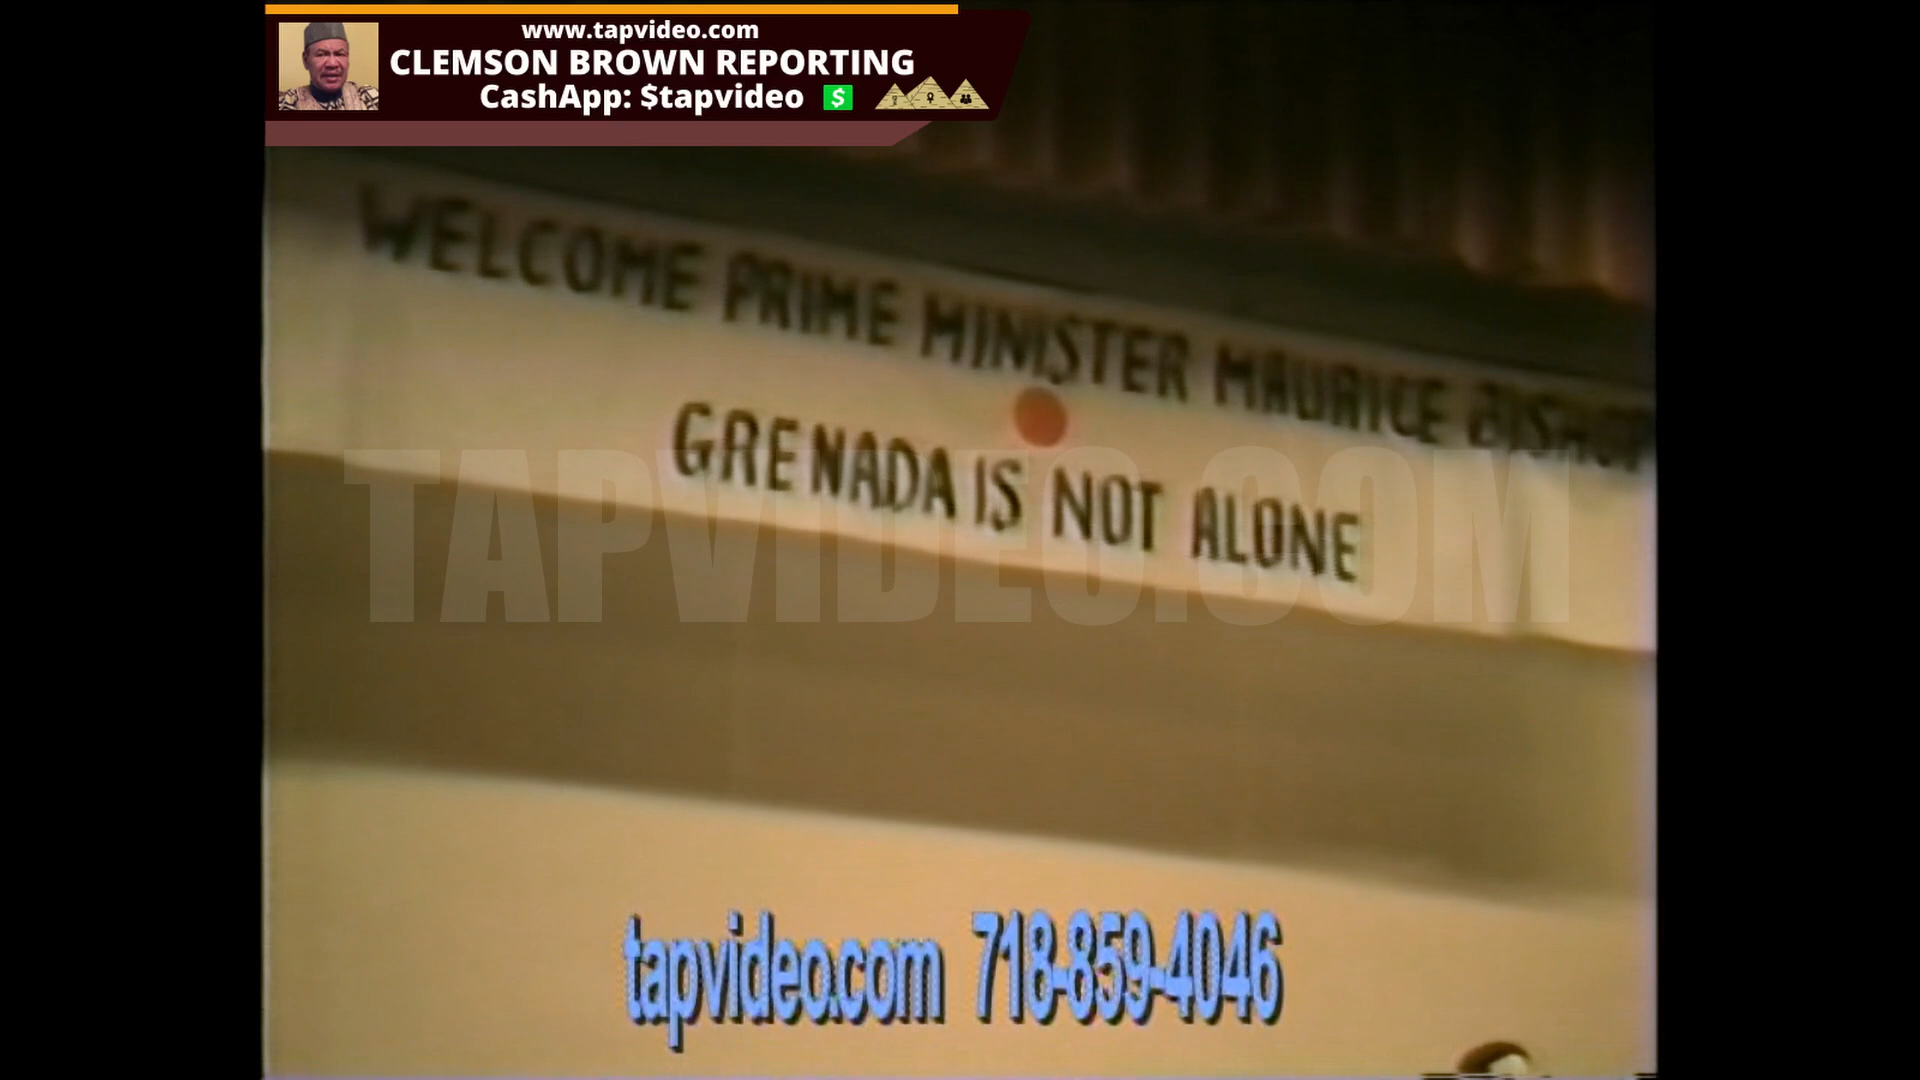 www.tapvideo.com
CLEMSON BROWN REPORTING
CashApp: $tapvideo $
WELCOME PRIME MINISTER MAURICE BISHOP
GRENADA IS NOT ALONE
TAPVIDEO.COM
tapvideo.com 718-859-4046